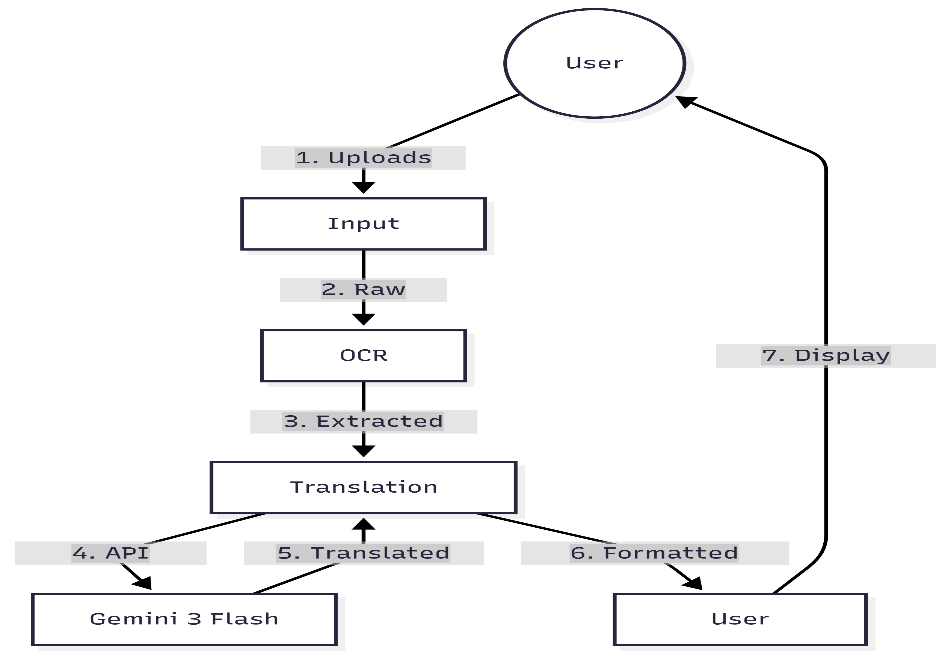 User
1. Uploads
Input
2. Raw
OCR
7. Display
3. Extracted
Translation
4. API
5. Translated
6. Formatted
Gemini 3 Flash
User